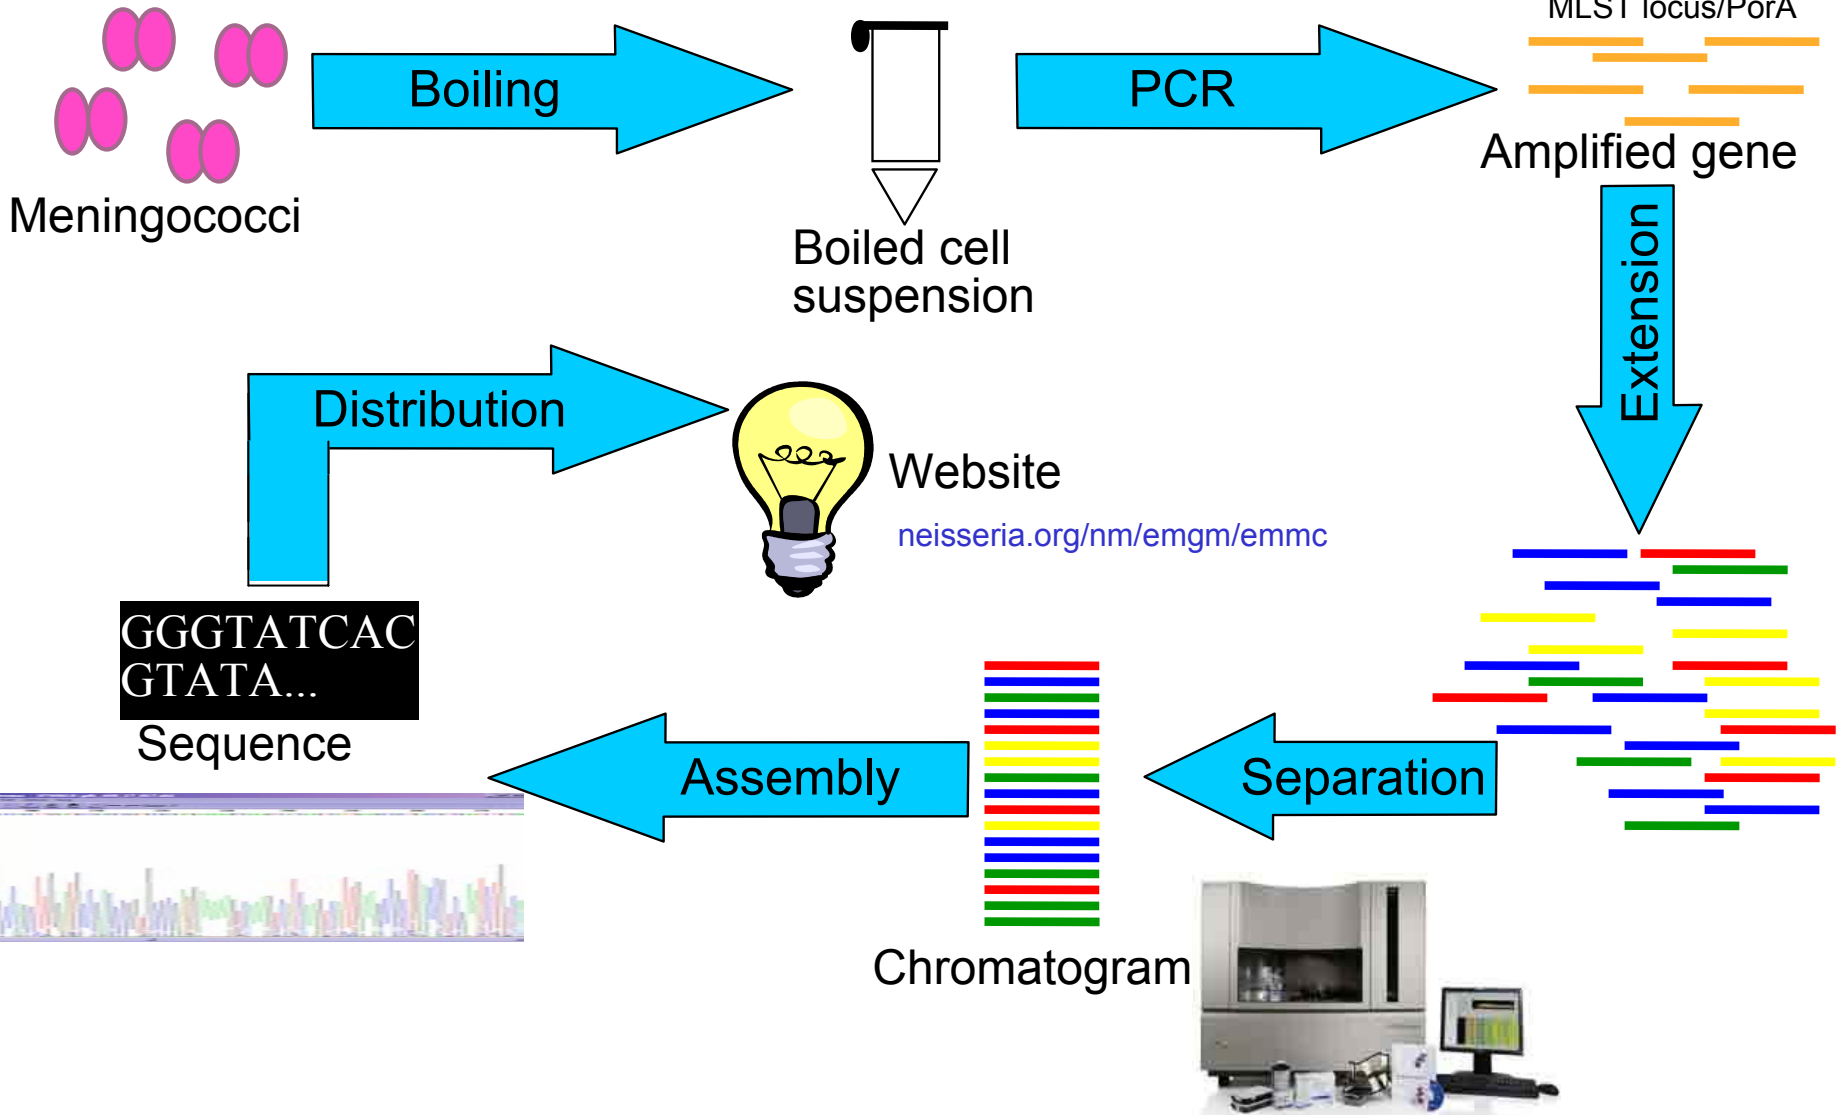 MLST locus/PorA
Boiling
PCR
Amplified gene
Meningococci
Boiled cell
suspension
Extension
Distribution
Website
neisseria.org/nm/emgm/emmc
GGGTATCAC
GTATA...
Sequence
Assembly
Separation
Chromatogram